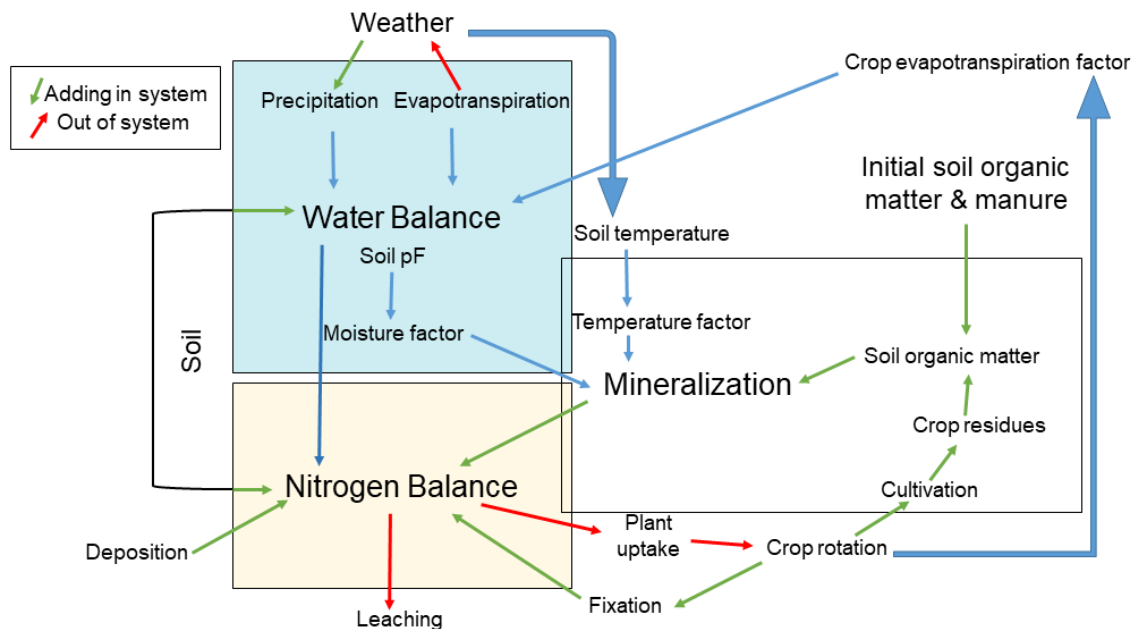 Weather
Crop evapotranspiration factor
Adding in system
Out of system
Precipitation
Evapotranspiration
Initial soil organic
matter & manure
Water Balance
Soil temperature
Soil pF
Soil
Moisture factor
Temperature factor
Soil organic matter
Mineralization
Crop residues
Nitrogen Balance
Cultivation
Deposition
Plant
uptake
Crop rotation
Fixation
Leaching